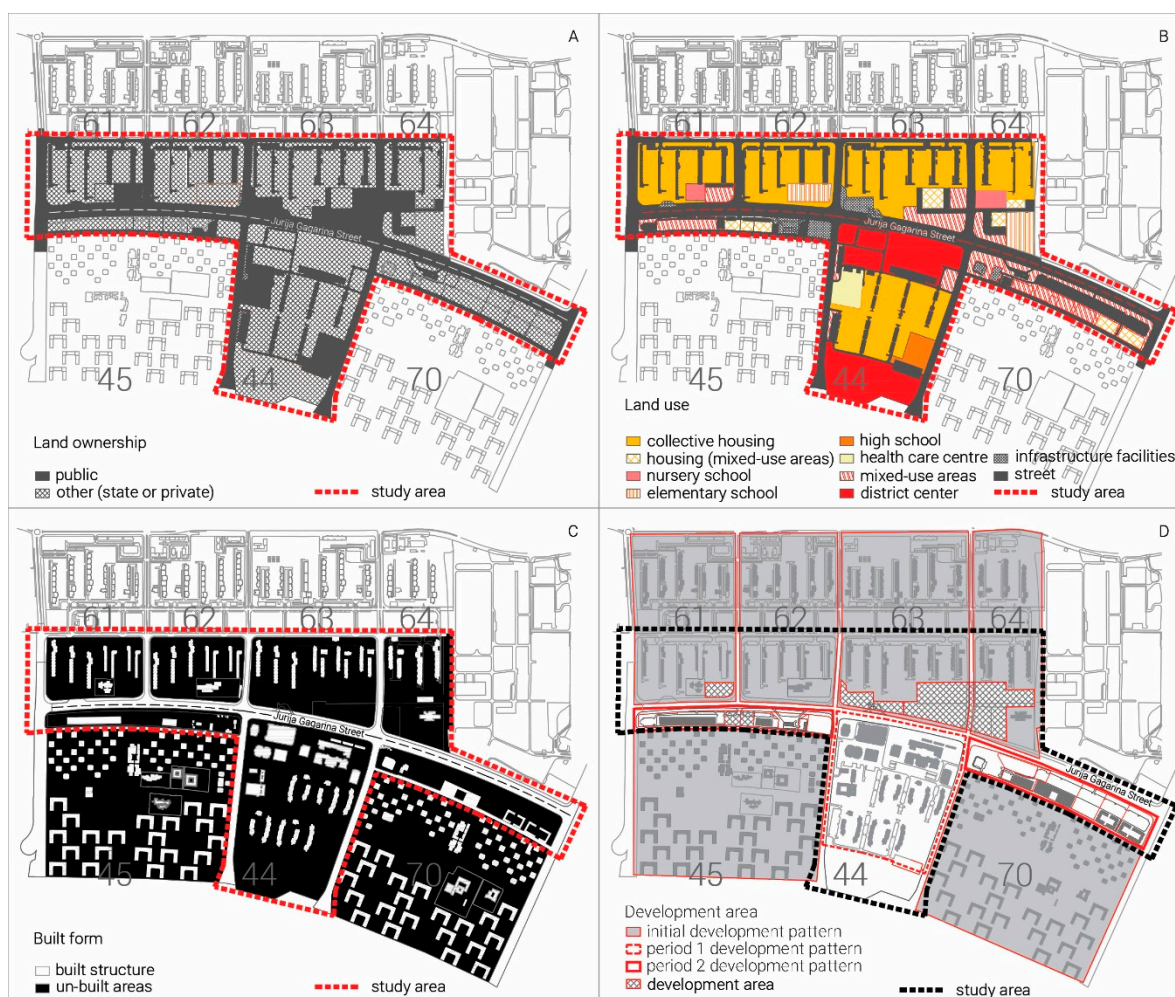 A
61
62
63
64
Jurija Gagarina Street
45
44
70
Land ownership
public
other (state or private)
study area
B
61
62
63
64
Jurija Gagarina Street
45
44
70
Land use
collective housing
housing (mixed-use areas)
nursery school
elementary school
high school
health care centre
mixed-use areas
district center
infrastructure facilities
street
study area
C
61
62
63
64
Jurija Gagarina Street
45
44
70
Built form
built structure
un-built areas
study area
D
61
62
63
64
Jurija Gagarina Street
45
44
70
Development area
initial development pattern
period 1 development pattern
period 2 development pattern
development area
study area